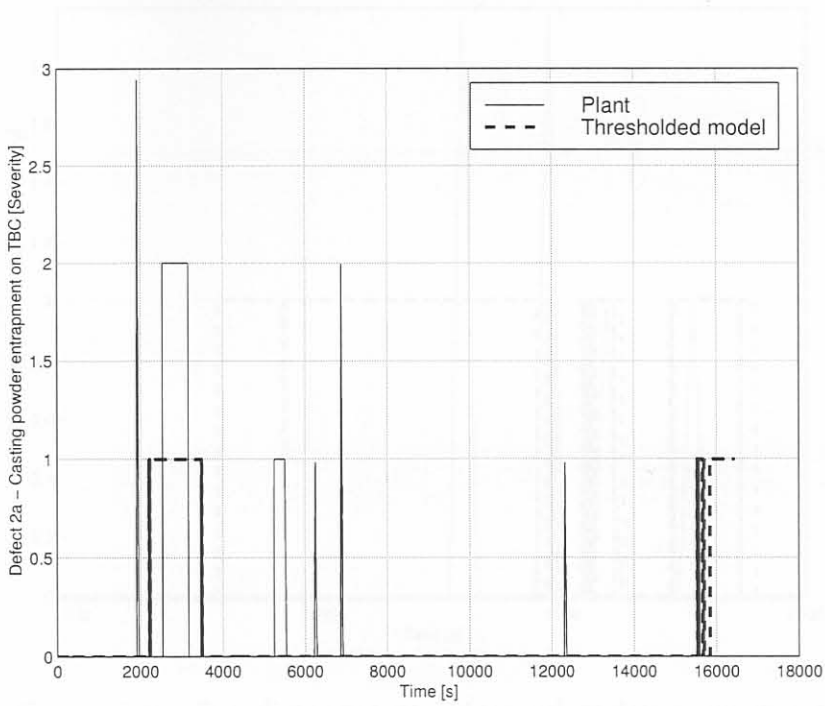 3
2.5
2
1.5
1
0.5
0
Defect 2a – Casting powder entrapment on TBC [Severity]
Plant
Thresholded model
0 2000 4000 6000 8000 10000 12000 14000 16000 18000
Time [s]